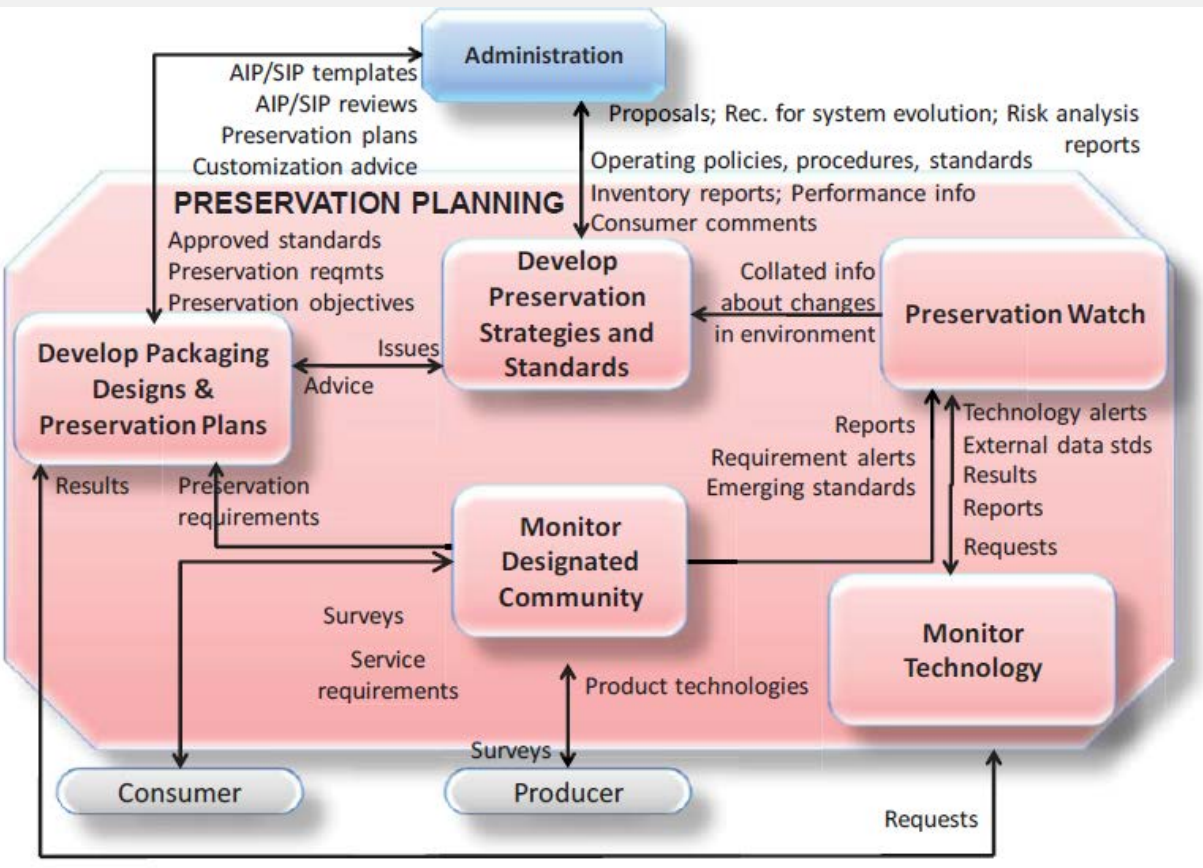 Administration
AIP/SIP templates
AIP/SIP reviews
Preservation plans
Customization advice
Proposals; Rec. for system evolution; Risk analysis
reports
Operating policies, procedures, standards
Inventory reports; Performance info
Consumer comments
PRESERVATION PLANNING
Approved standards
Preservation reqmts
Preservation objectives
Develop
Preservation
Strategies and
Standards
Collated info
about changes
in environment
Preservation Watch
Develop Packaging
Designs &
Preservation Plans
Issues
Advice
Reports
Requirement alerts
Emerging standards
Technology alerts
External data stds
Results
Reports
Requests
Results
Preservation
requirements
Monitor
Designated
Community
Monitor
Technology
Surveys
Service
requirements
Product technologies
Surveys
Consumer
Producer
Requests